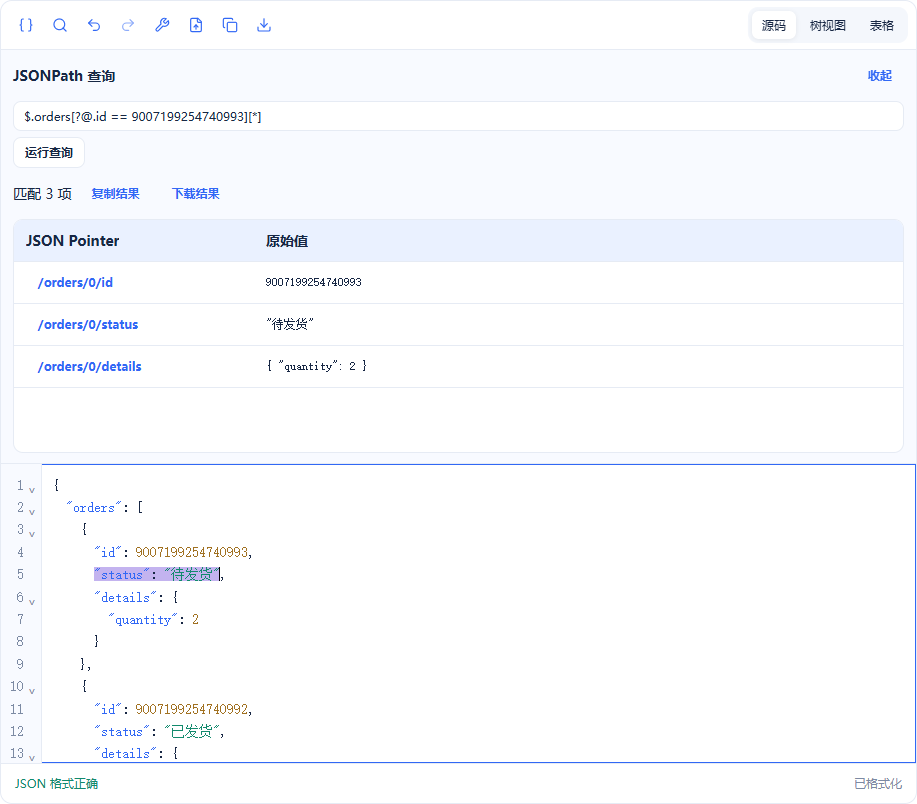 源码 树视图 表格
JSONPath 查询 收起
$.orders[?@.id == 9007199254740993][*]
运行查询
匹配 3 项 复制结果 下载结果
JSON Pointer 原始值
/orders/0/id 9007199254740993
/orders/0/status "待发货"
/orders/0/details { "quantity": 2 }
1 {
2 "orders": [
3 {
4 "id": 9007199254740993,
5 "status": "待发货",
6 "details": {
7 "quantity": 2
8 }
9 },
10 {
11 "id": 9007199254740992,
12 "status": "已发货",
13 "details": {
JSON 格式正确 已格式化